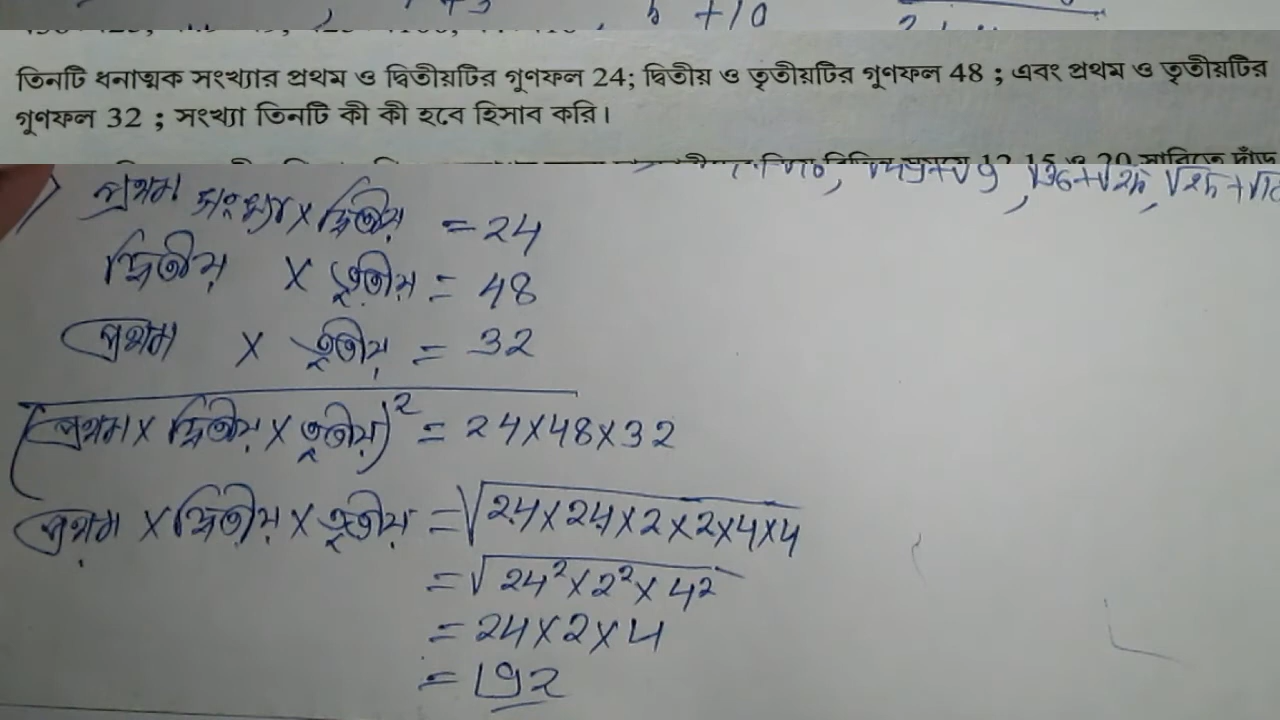 +10
তিনটি ধনাত্মক সংখ্যার প্রথম ও দ্বিতীয়টির গুণফল 24; দ্বিতীয় ও তৃতীয়টির গুণফল 48 ; এবং প্রথম ও তৃতীয়টির
গুণফল 32 ; সংখ্যা তিনটি কী কী হবে হিসাব করি।
প্রথম সংখ্যা × দ্বিতীয় = 24
দ্বিতীয় × তৃতীয় = 48
প্রথম × তৃতীয় = 32
(প্রথম × দ্বিতীয় × তৃতীয়)² = 24×48×32
প্রথম × দ্বিতীয় × তৃতীয় = √24×24×2×2×4×4
= √24²×2²×4²
= 24×2×4
= 192